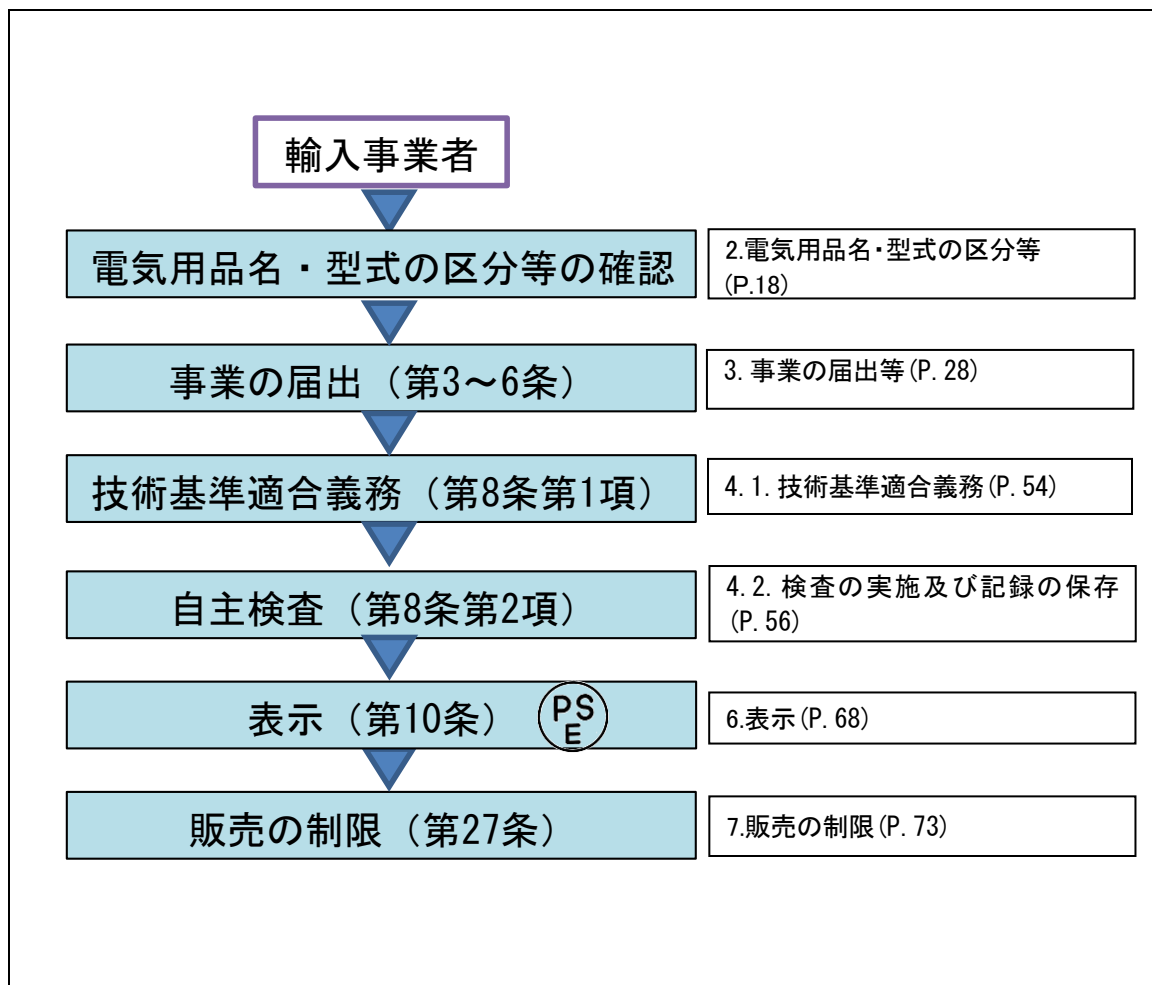 輸入事業者
電気用品名・型式の区分等の確認
2.電気用品名・型式の区分等
(P.18)
事業の届出（第3～6条）
3.事業の届出等(P.28)
技術基準適合義務（第8条第1項）
4.1.技術基準適合義務(P.54)
自主検査（第8条第2項）
4.2.検査の実施及び記録の保存
(P.56)
表示（第10条）
PS
E
6.表示(P.68)
販売の制限（第27条）
7.販売の制限(P.73)